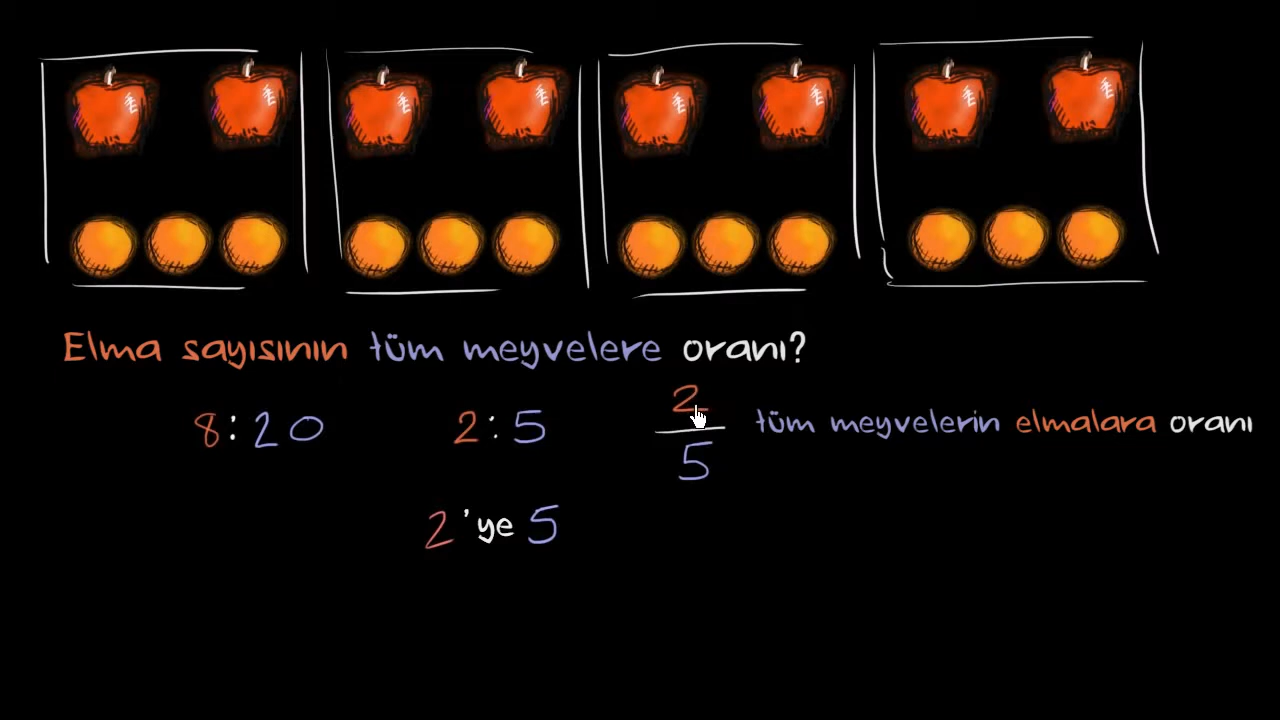 Elma sayısının tüm meyvelere oranı?
8:20 2:5 2/5 tüm meyvelerin elmalara oranı
2'ye 5